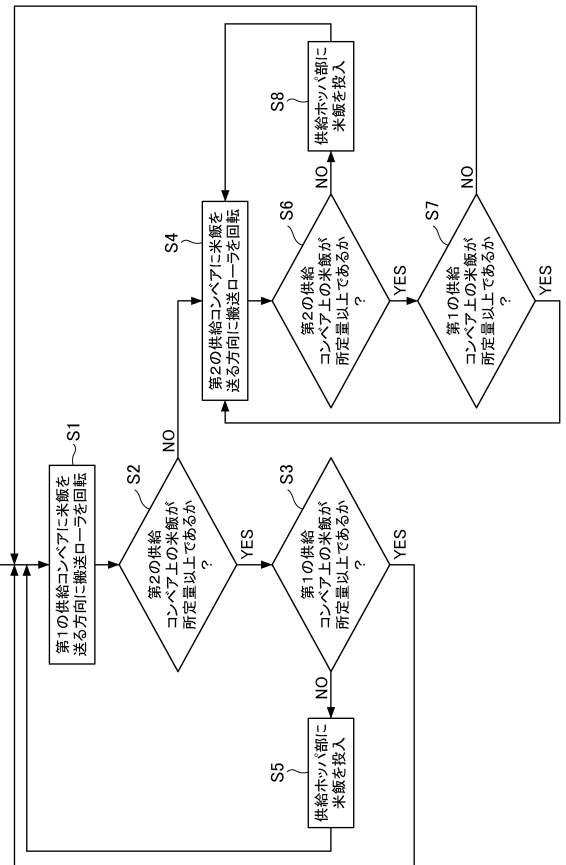 S1
第1の供給コンベアに米飯を
送る方向に搬送ローラを回転
S2
第2の供給
コンベア上の米飯が
所定量以上であるか
?
NO
YES
S3
第1の供給
コンベア上の米飯が
所定量以上であるか
?
NO
YES
S5
供給ホッパ部に
米飯を投入
S4
第2の供給コンベアに米飯を
送る方向に搬送ローラを回転
S6
第2の供給
コンベア上の米飯が
所定量以上であるか
?
NO
YES
S8
供給ホッパ部に
米飯を投入
S7
第1の供給
コンベア上の米飯が
所定量以上であるか
?
NO
YES